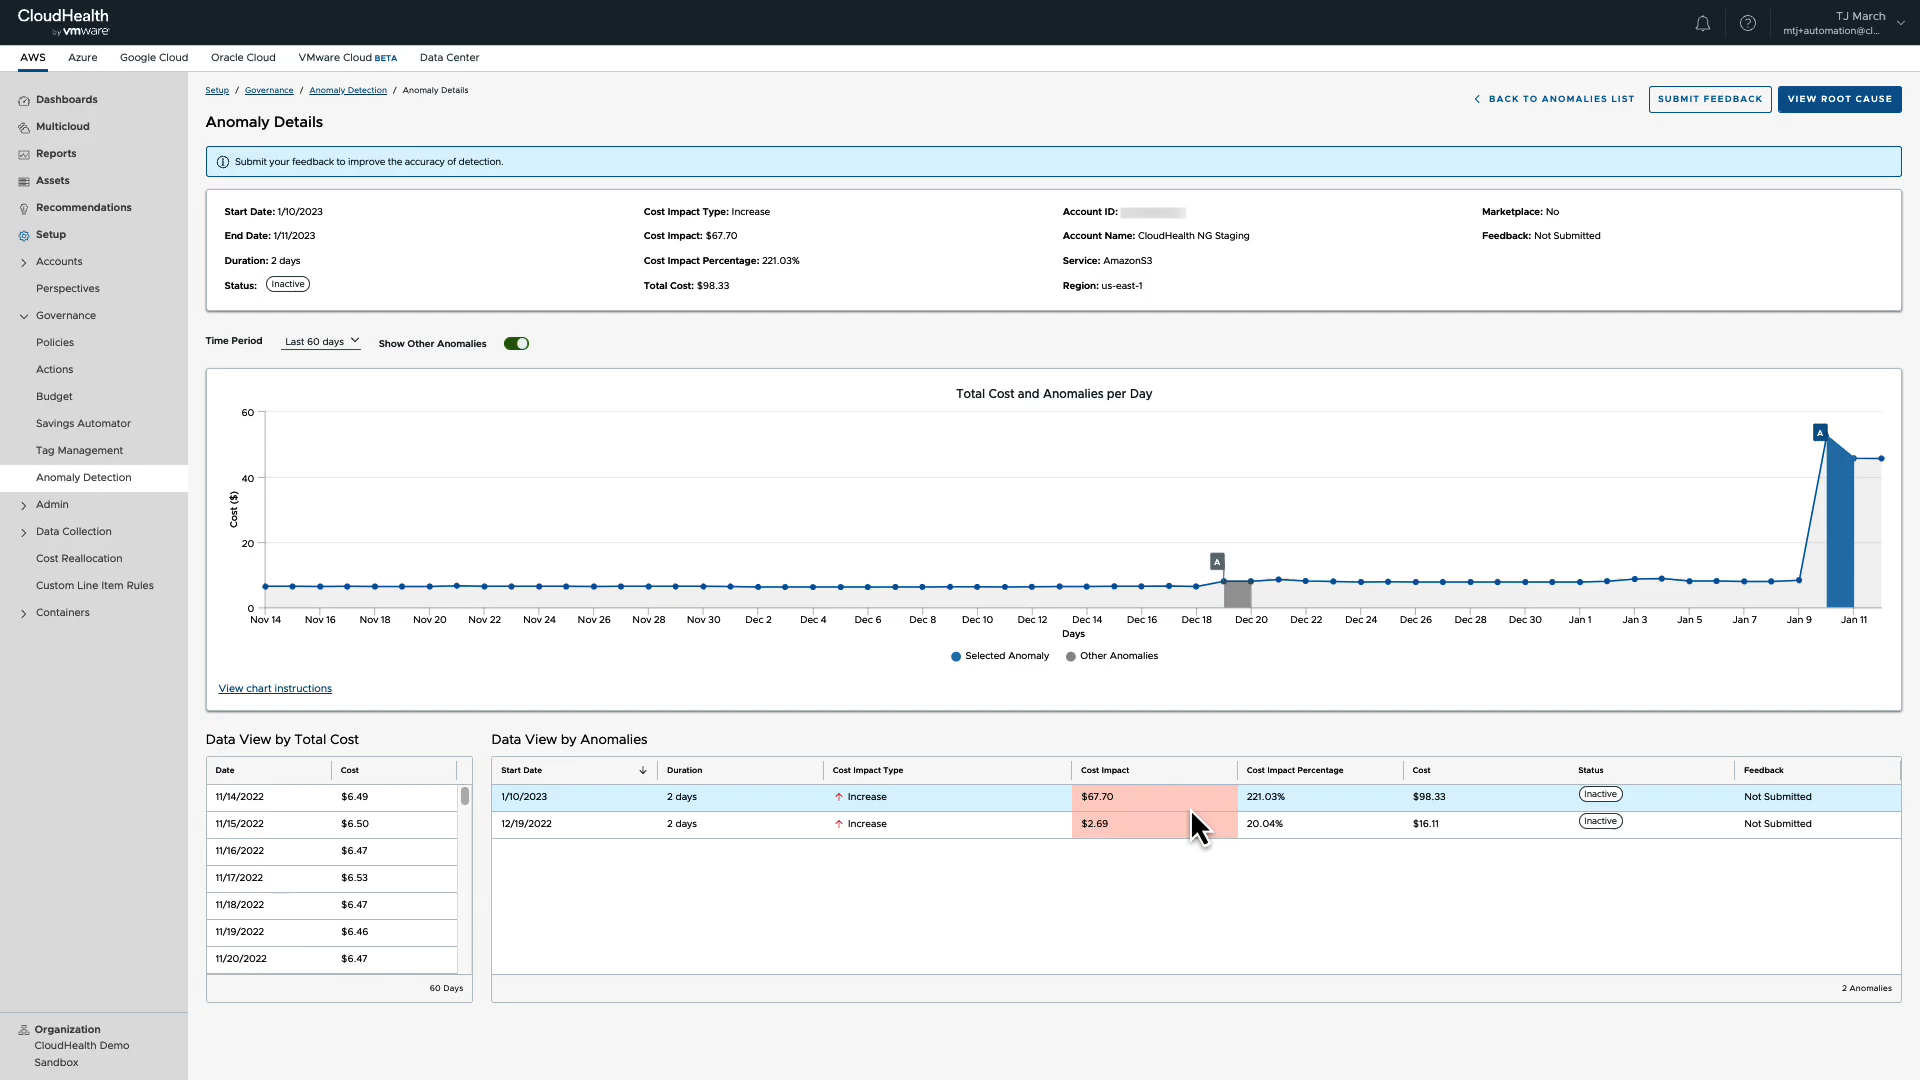 CloudHealth
by vmware
TJ March
mtj+automation@cl...
AWS Azure Google Cloud Oracle Cloud VMware Cloud BETA Data Center
Dashboards
Multicloud
Reports
Assets
Recommendations
Setup
Accounts
Perspectives
Governance
Policies
Actions
Budget
Savings Automator
Tag Management
Anomaly Detection
Admin
Data Collection
Cost Reallocation
Custom Line Item Rules
Containers
Organization
CloudHealth Demo
Sandbox
Setup / Governance / Anomaly Detection / Anomaly Details
BACK TO ANOMALIES LIST SUBMIT FEEDBACK VIEW ROOT CAUSE
Anomaly Details
Submit your feedback to improve the accuracy of detection.
Start Date: 1/10/2023 Cost Impact Type: Increase Account ID: Marketplace: No
End Date: 1/11/2023 Cost Impact: $67.70 Account Name: CloudHealth NG Staging Feedback: Not Submitted
Duration: 2 days Cost Impact Percentage: 221.03% Service: AmazonS3
Status: Inactive Total Cost: $98.33 Region: us-east-1
Time Period Last 60 days Show Other Anomalies
Total Cost and Anomalies per Day
60
40
20
0
Cost ($)
A
A
Nov 14 Nov 16 Nov 18 Nov 20 Nov 22 Nov 24 Nov 26 Nov 28 Nov 30 Dec 2 Dec 4 Dec 6 Dec 8 Dec 10 Dec 12 Dec 14 Dec 16 Dec 18 Dec 20 Dec 22 Dec 24 Dec 26 Dec 28 Dec 30 Jan 1 Jan 3 Jan 5 Jan 7 Jan 9 Jan 11
Days
Selected Anomaly Other Anomalies
View chart instructions
Data View by Total Cost
Date Cost
11/14/2022 $6.49
11/15/2022 $6.50
11/16/2022 $6.47
11/17/2022 $6.53
11/18/2022 $6.47
11/19/2022 $6.46
11/20/2022 $6.47
60 Days
Data View by Anomalies
Start Date Duration Cost Impact Type Cost Impact Cost Impact Percentage Cost Status Feedback
1/10/2023 2 days Increase $67.70 221.03% $98.33 Inactive Not Submitted
12/19/2022 2 days Increase $2.69 20.04% $16.11 Inactive Not Submitted
2 Anomalies